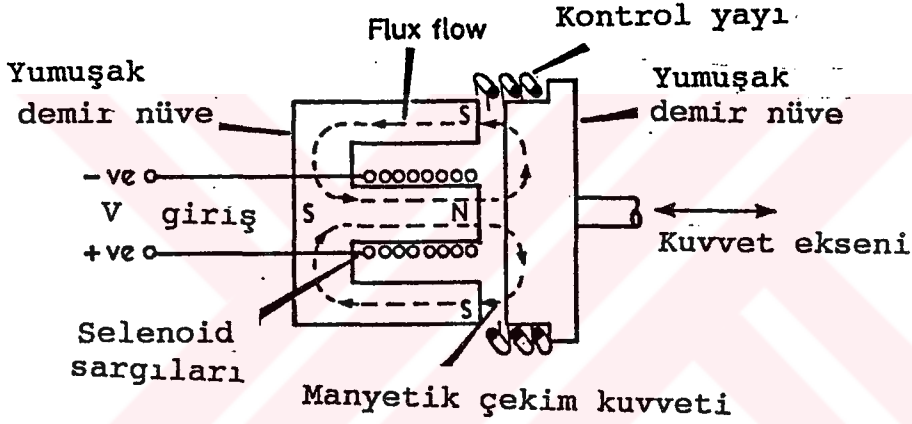 Flux flow
Kontrol yayı
Yumuşak
demir nüve
Yumuşak
demir nüve
S
-ve
V giriş
S
N
+ve
Kuvvet ekseni
S
Selenoid
sargıları
Manyetik çekim kuvveti